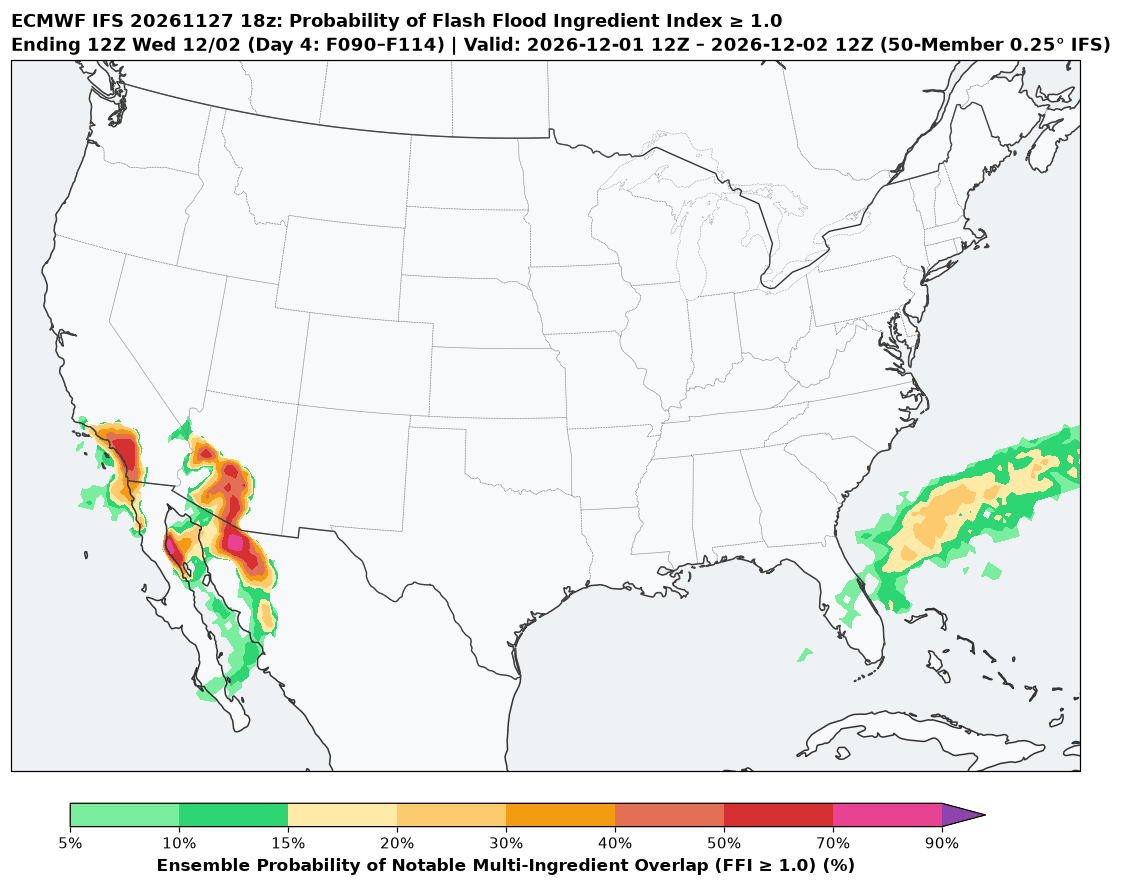 ECMWF IFS 20261127 18z: Probability of Flash Flood Ingredient Index ≥ 1.0
Ending 12Z Wed 12/02 (Day 4: F090–F114) | Valid: 2026-12-01 12Z – 2026-12-02 12Z (50-Member 0.25° IFS)
5% 10% 15% 20% 30% 40% 50% 70% 90%
Ensemble Probability of Notable Multi-Ingredient Overlap (FFI ≥ 1.0) (%)